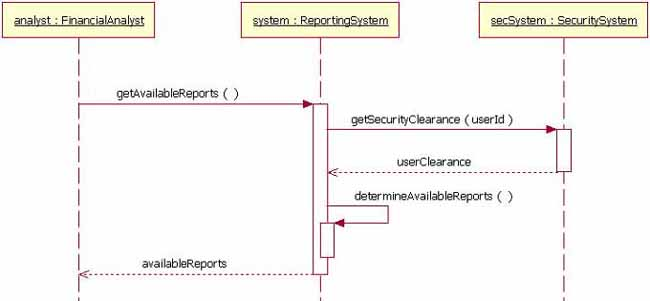 analyst : FinancialAnalyst
system : ReportingSystem
secSystem : SecuritySystem
getAvailableReports ( )
getSecurityClearance ( userId )
userClearance
determineAvailableReports ( )
availableReports